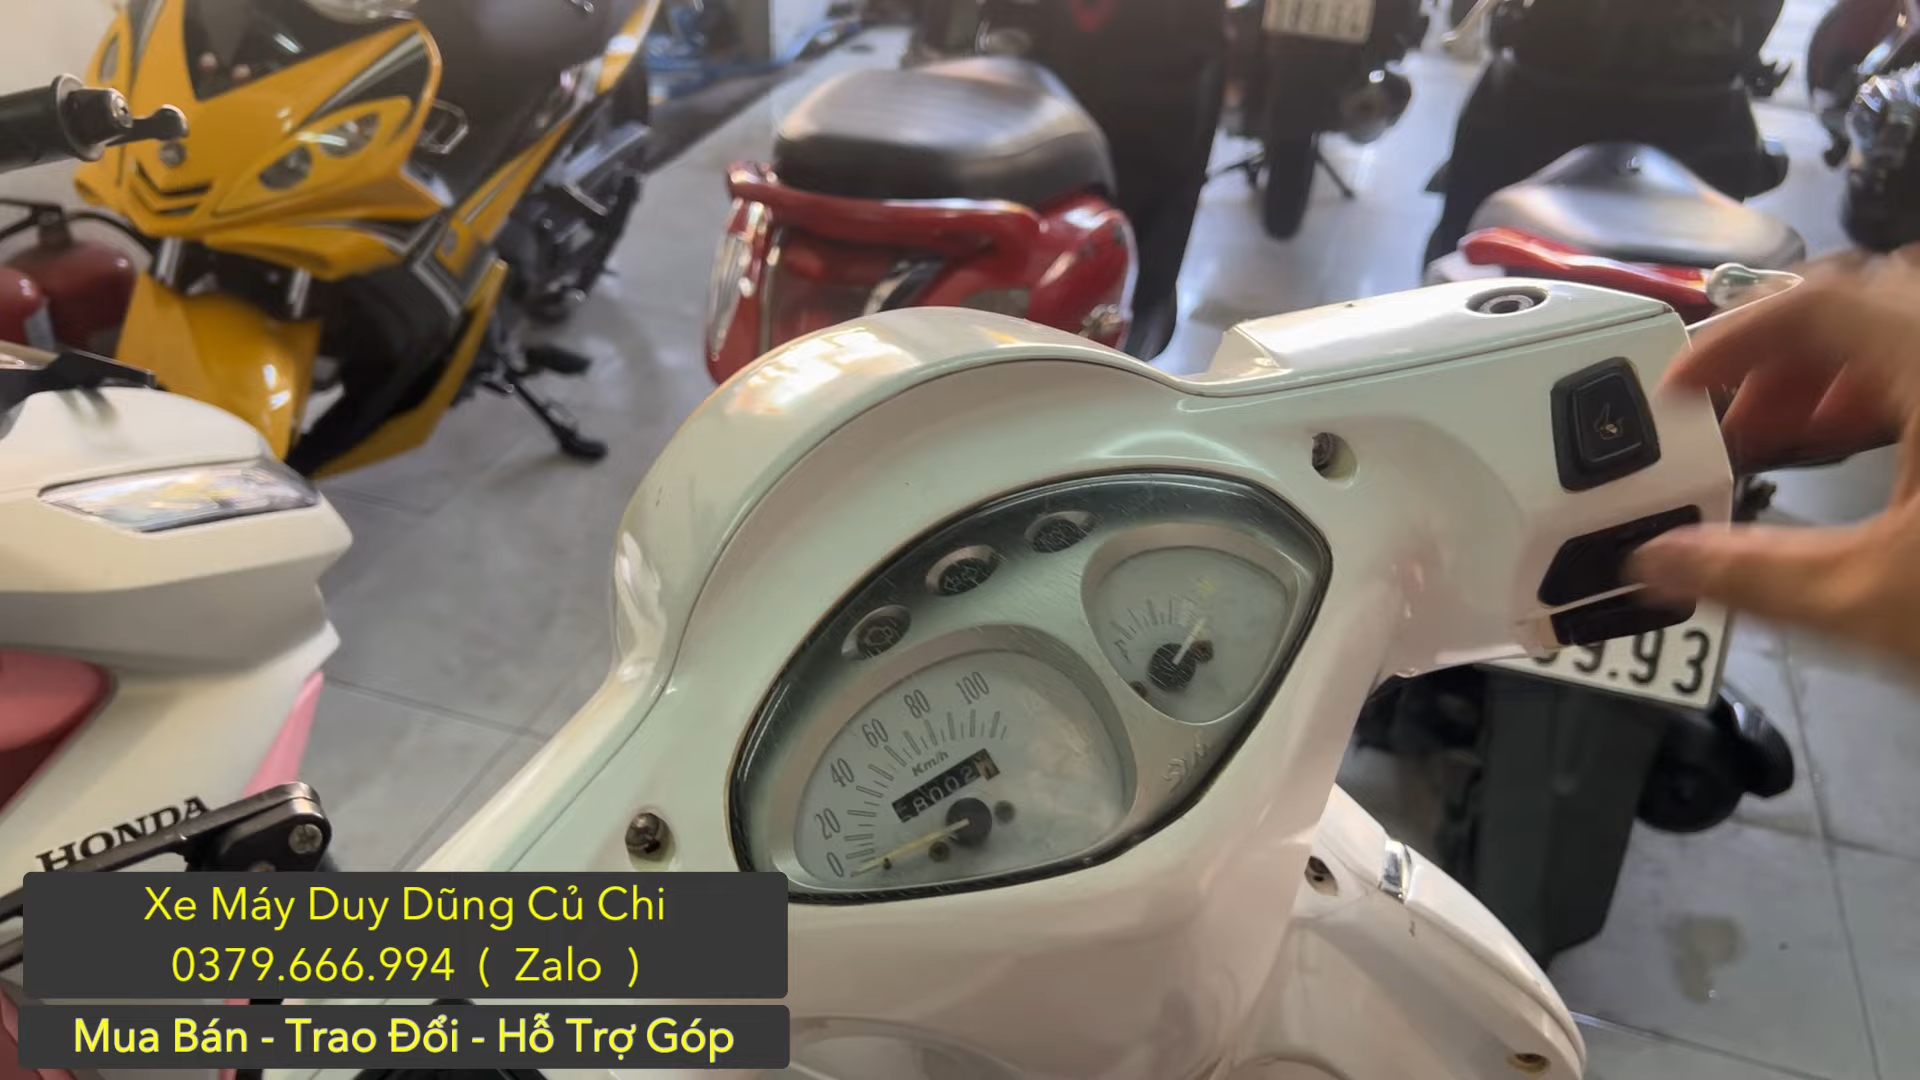 100
80
60
40
20
0
Km/h
HONDA
Xe Máy Duy Dũng Củ Chi
0379.666.994 ( Zalo )
Mua Bán - Trao Đổi - Hỗ Trợ Góp